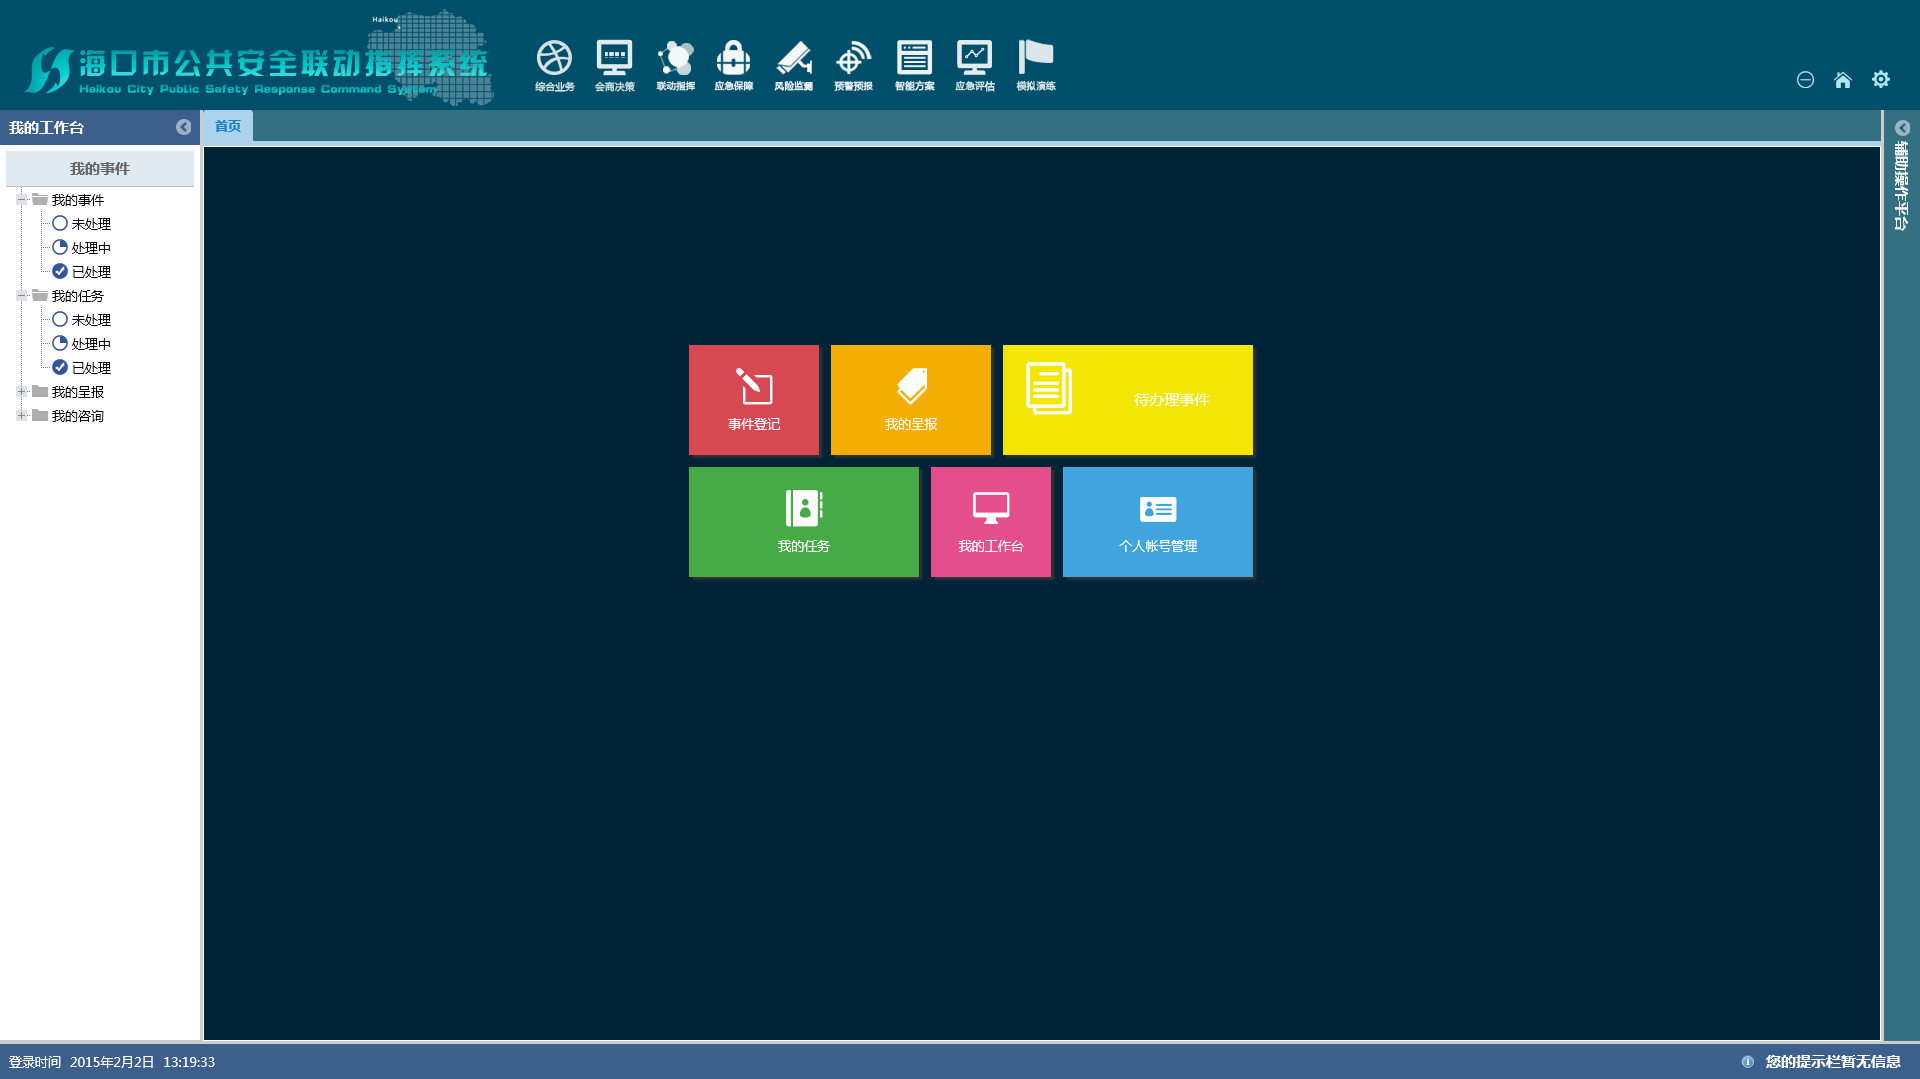 Haikou
海口市公共安全联动指挥系统
Haikou City Public Safety Response Command System
综合业务
会商决策
联动指挥
应急保障
风险监测
预警预报
智能方案
应急评估
模拟演练
我的工作台
首页
辅助操作平台
我的事件
我的事件
未处理
处理中
已处理
我的任务
未处理
处理中
已处理
我的呈报
我的咨询
事件登记
我的呈报
待办理事件
我的任务
我的工作台
个人帐号管理
登录时间 2015年2月2日 13:19:33
您的提示栏暂无信息